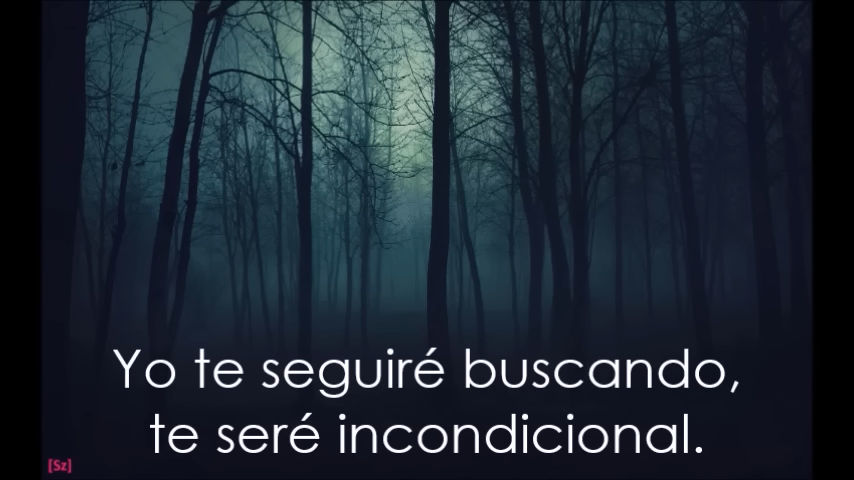 Yo te seguiré buscando,
te seré incondicional.
[Sz]